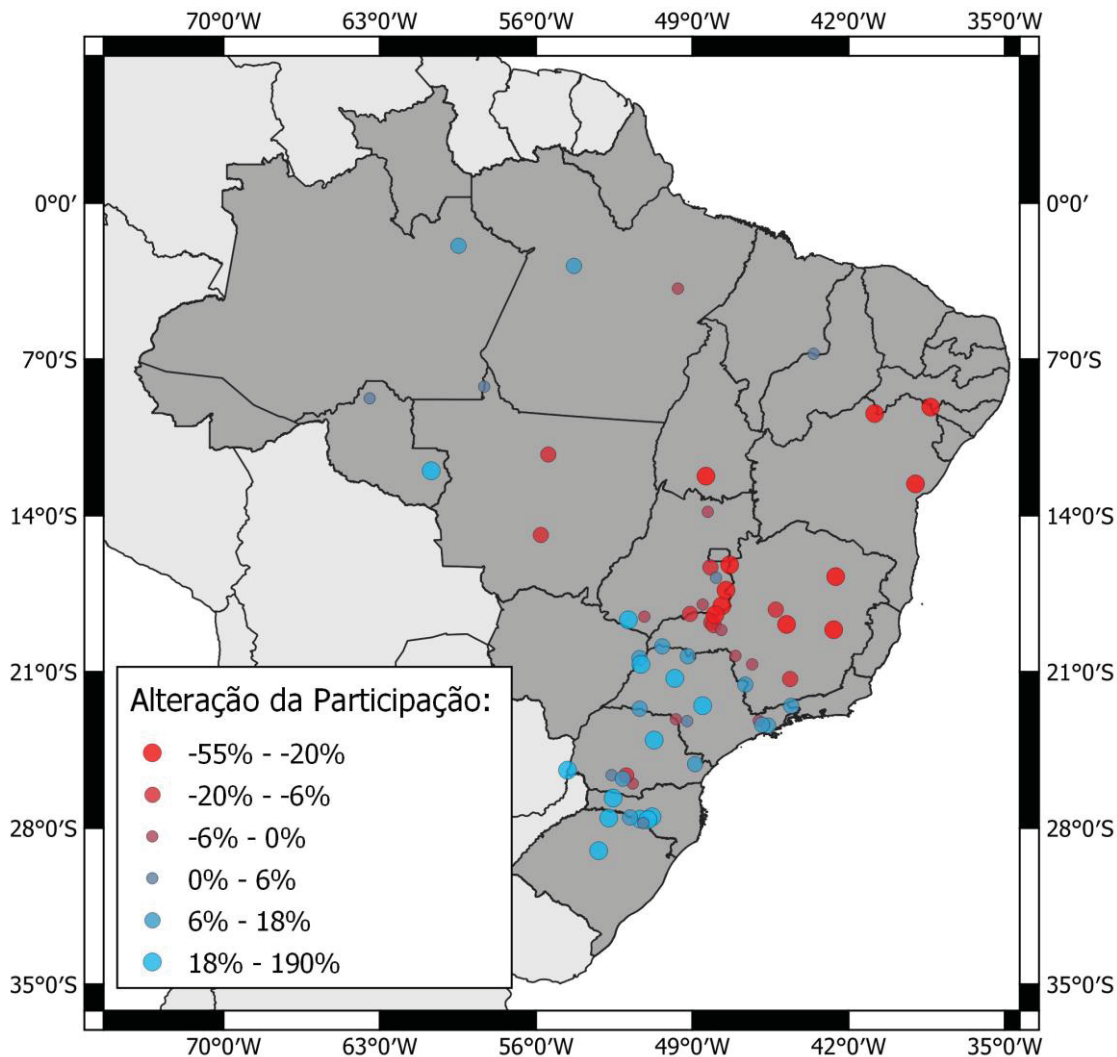 70°0′W 63°0′W 56°0′W 49°0′W 42°0′W 35°0′W
0°0′ 0°0′
7°0′S 7°0′S
14°0′S 14°0′S
21°0′S 21°0′S
Alteração da Participação:
-55% - -20%
-20% - -6%
-6% - 0%
28°0′S 28°0′S
0% - 6%
6% - 18%
18% - 190%
35°0′S 35°0′S
70°0′W 63°0′W 56°0′W 49°0′W 42°0′W 35°0′W